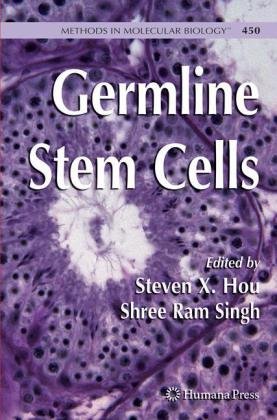 METHODS IN MOLECULAR BIOLOGY™ 450
Germline
Stem Cells
Edited by
Steven X. Hou
Shree Ram Singh
Humana Press